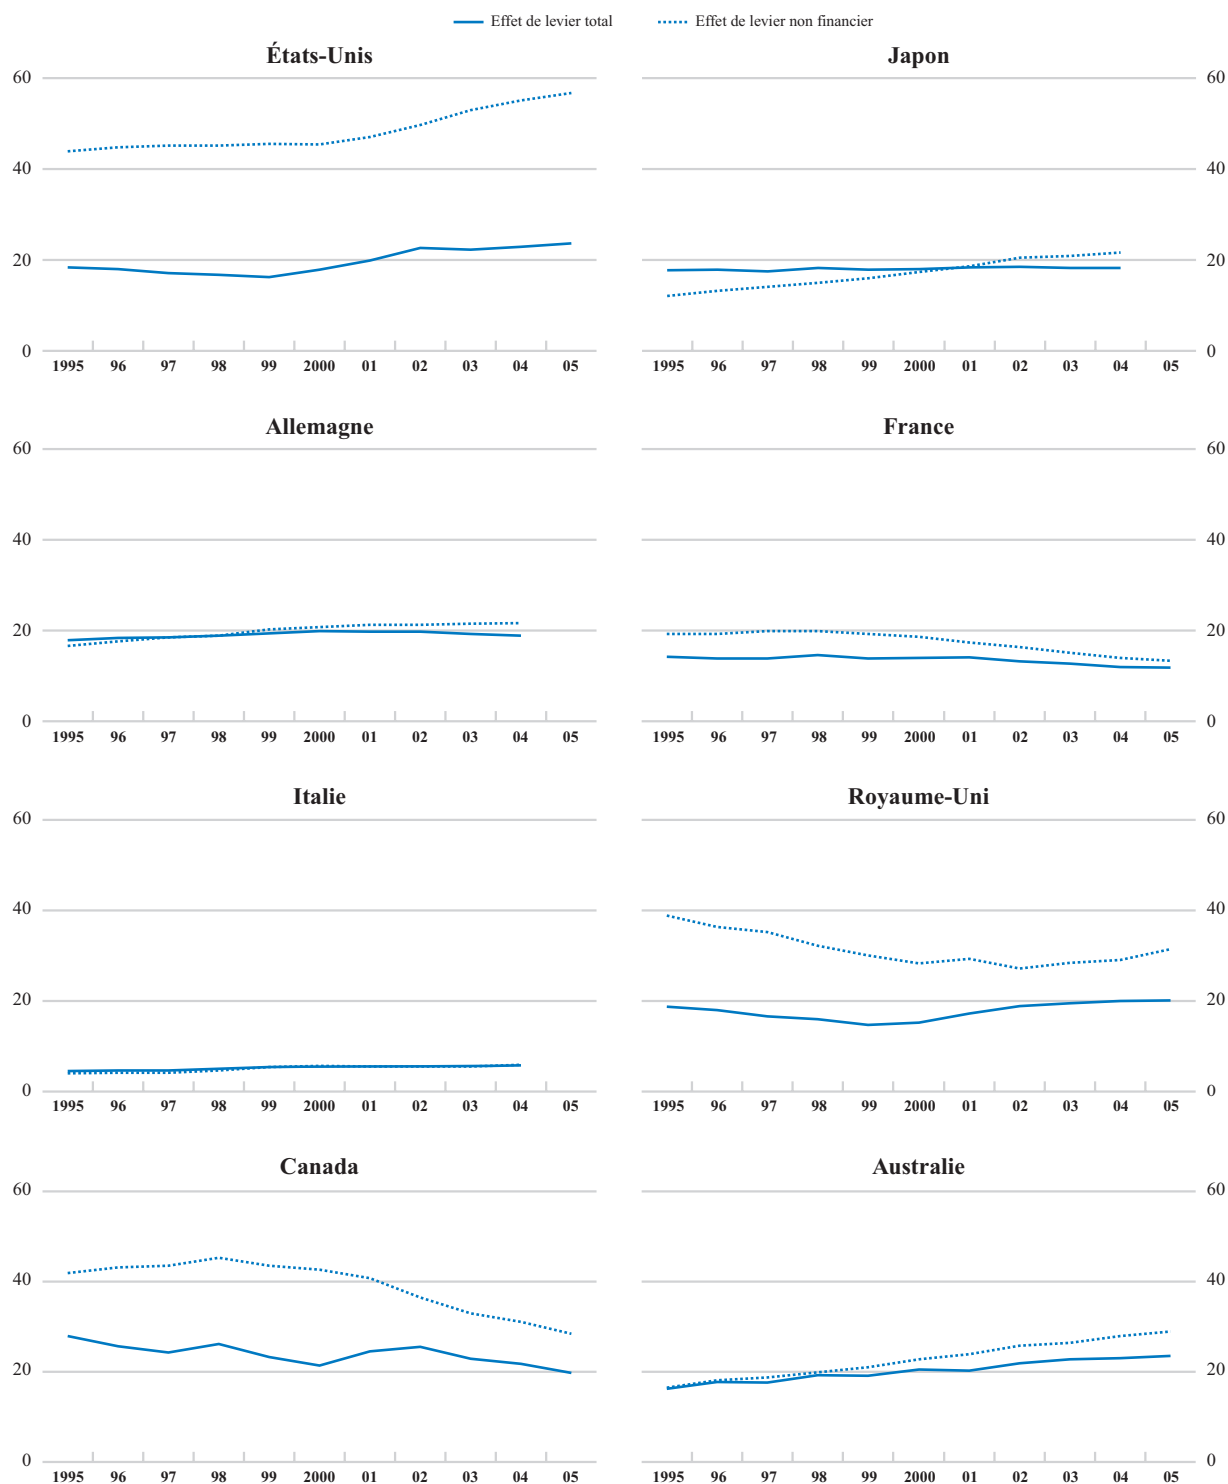 Effet de levier total Effet de levier non financier
États-Unis Japon
60 60
40 40
20 20
0 0
1995 96 97 98 99 2000 01 02 03 04 05 1995 96 97 98 99 2000 01 02 03 04 05
Allemagne France
60 60
40 40
20 20
0 0
1995 96 97 98 99 2000 01 02 03 04 05 1995 96 97 98 99 2000 01 02 03 04 05
Italie Royaume-Uni
60 60
40 40
20 20
0 0
1995 96 97 98 99 2000 01 02 03 04 05 1995 96 97 98 99 2000 01 02 03 04 05
Canada Australie
60 60
40 40
20 20
0 0
1995 96 97 98 99 2000 01 02 03 04 05 1995 96 97 98 99 2000 01 02 03 04 05